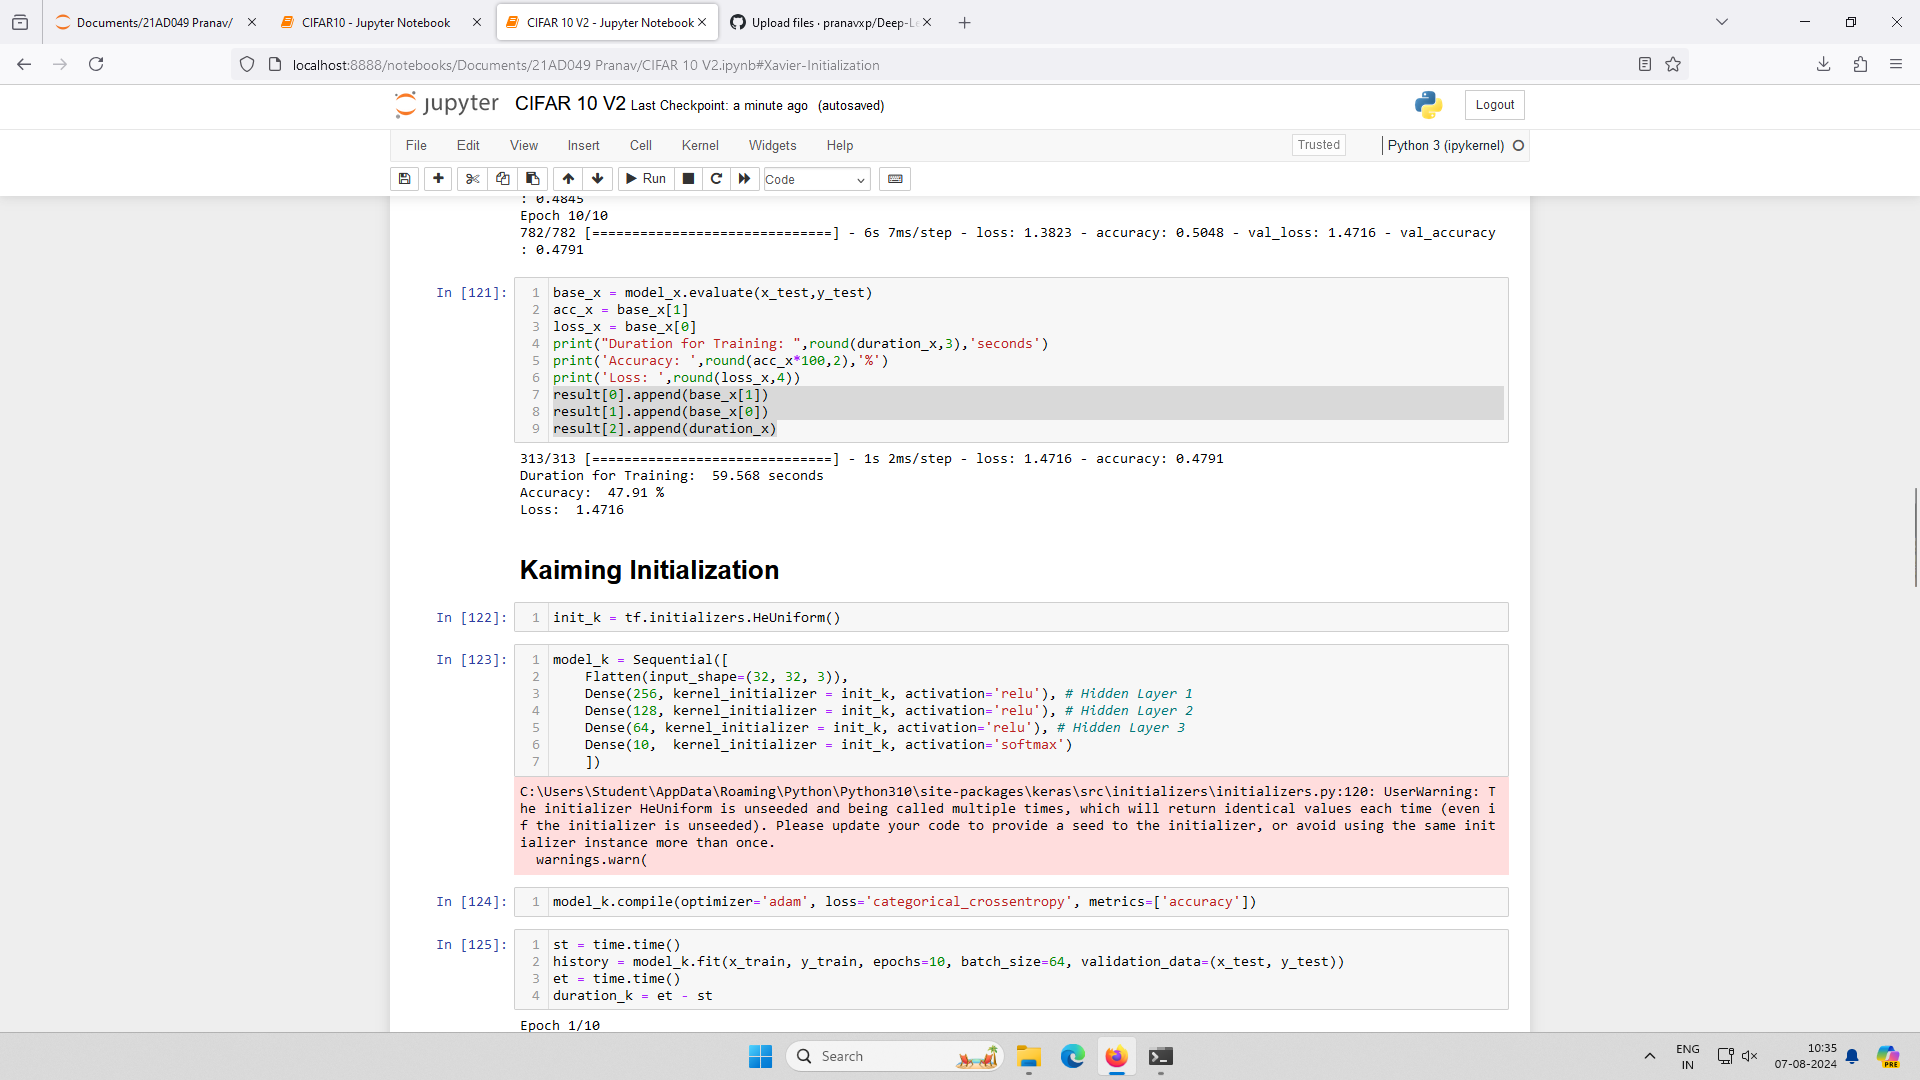 Documents/21AD049 Pranav/
CIFAR10 - Jupyter Notebook
CIFAR 10 V2 - Jupyter Notebook
Upload files · pranavxp/Deep-Le
localhost:8888/notebooks/Documents/21AD049 Pranav/CIFAR 10 V2.ipynb#Xavier-Initialization
jupyter CIFAR 10 V2 Last Checkpoint: a minute ago (autosaved)
Logout
File Edit View Insert Cell Kernel Widgets Help
Trusted
Python 3 (ipykernel)
Run
Code
: 0.4845
Epoch 10/10
782/782 [==============================] - 6s 7ms/step - loss: 1.3823 - accuracy: 0.5048 - val_loss: 1.4716 - val_accuracy
: 0.4791
In [121]:
1 base_x = model_x.evaluate(x_test,y_test)
2 acc_x = base_x[1]
3 loss_x = base_x[0]
4 print("Duration for Training: ",round(duration_x,3),'seconds')
5 print('Accuracy: ',round(acc_x*100,2),'%')
6 print('Loss: ',round(loss_x,4))
7 result[0].append(base_x[1])
8 result[1].append(base_x[0])
9 result[2].append(duration_x)
313/313 [==============================] - 1s 2ms/step - loss: 1.4716 - accuracy: 0.4791
Duration for Training:  59.568 seconds
Accuracy:  47.91 %
Loss:  1.4716
Kaiming Initialization
In [122]:
1 init_k = tf.initializers.HeUniform()
In [123]:
1 model_k = Sequential([
2     Flatten(input_shape=(32, 32, 3)),
3     Dense(256, kernel_initializer = init_k, activation='relu'), # Hidden Layer 1
4     Dense(128, kernel_initializer = init_k, activation='relu'), # Hidden Layer 2
5     Dense(64, kernel_initializer = init_k, activation='relu'), # Hidden Layer 3
6     Dense(10,  kernel_initializer = init_k, activation='softmax')
7     ])
C:\Users\Student\AppData\Roaming\Python\Python310\site-packages\keras\src\initializers\initializers.py:120: UserWarning: T
he initializer HeUniform is unseeded and being called multiple times, which will return identical values each time (even i
f the initializer is unseeded). Please update your code to provide a seed to the initializer, or avoid using the same init
ializer instance more than once.
  warnings.warn(
In [124]:
1 model_k.compile(optimizer='adam', loss='categorical_crossentropy', metrics=['accuracy'])
In [125]:
1 st = time.time()
2 history = model_k.fit(x_train, y_train, epochs=10, batch_size=64, validation_data=(x_test, y_test))
3 et = time.time()
4 duration_k = et - st
Epoch 1/10
Search
ENG
IN
10:35
07-08-2024
PRE